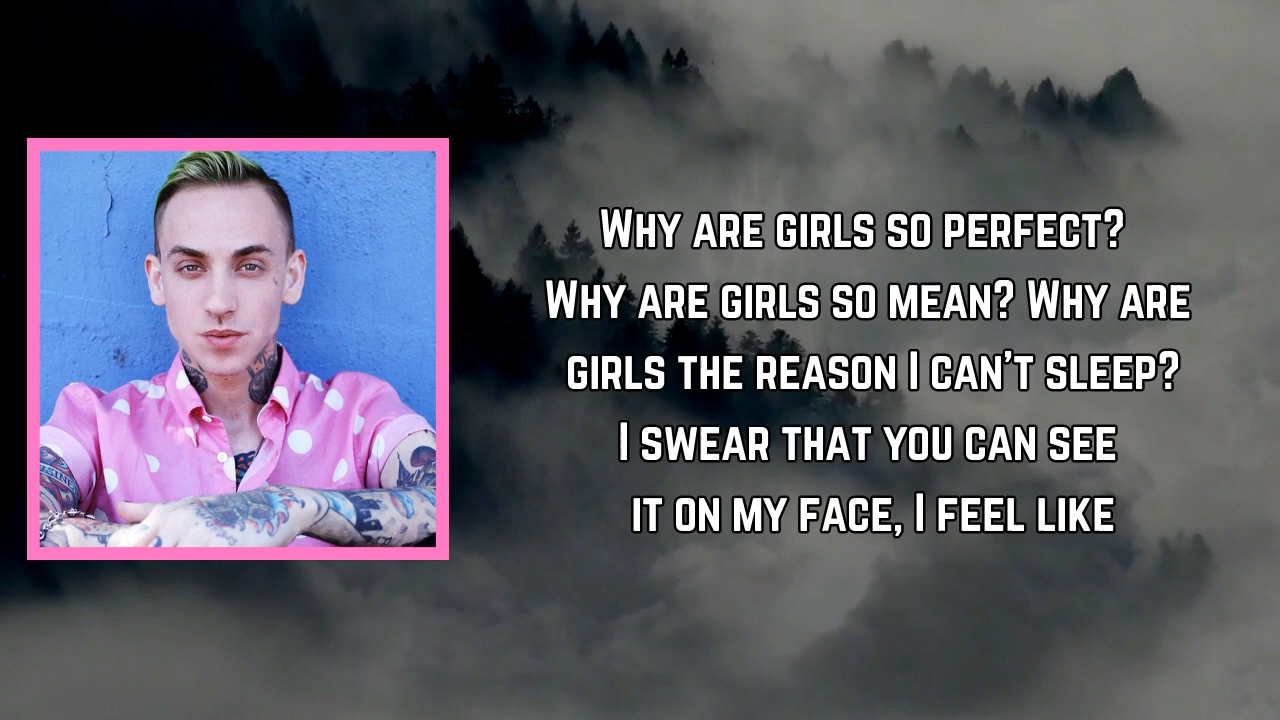 WHY ARE GIRLS SO PERFECT?
WHY ARE GIRLS SO MEAN? WHY ARE
GIRLS THE REASON I CAN'T SLEEP?
I SWEAR THAT YOU CAN SEE
IT ON MY FACE, I FEEL LIKE